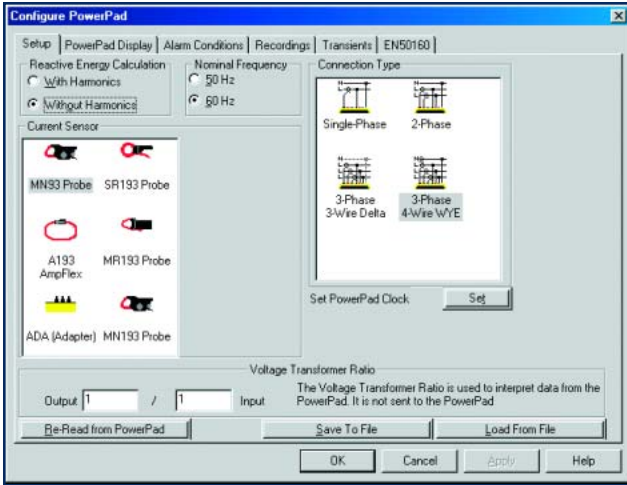 Configure PowerPad
Setup PowerPad Display Alarm Conditions Recordings Transients EN50160
Reactive Energy Calculation
With Harmonics
Without Harmonics
Nominal Frequency
50 Hz
60 Hz
Connection Type
Single-Phase 2-Phase
3-Phase 3-Phase
3-Wire Delta 4-Wire WYE
Current Sensor
MN93 Probe SR193 Probe
A193 MR193 Probe
AmpFlex
ADA (Adapter) MN193 Probe
Set PowerPad Clock Set
Voltage Transformer Ratio
Output 1 / 1 Input
The Voltage Transformer Ratio is used to interpret data from the
PowerPad. It is not sent to the PowerPad
Re-Read from PowerPad Save To File Load From File
OK Cancel Apply Help